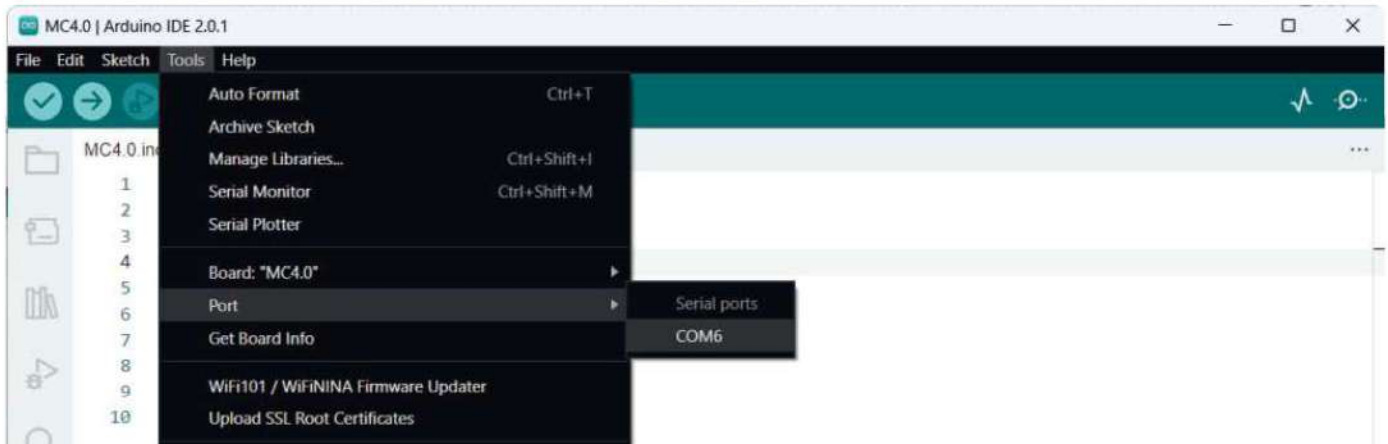 MC4.0 | Arduino IDE 2.0.1
File Edit Sketch Tools Help
Auto Format Ctrl+T
Archive Sketch
MC4.0.in
Manage Libraries... Ctrl+Shift+I
1
Serial Monitor Ctrl+Shift+M
2
Serial Plotter
3
4
Board: "MC4.0"
5
Port
Serial ports
6
7
Get Board Info
COM6
8
9
WiFi101 / WiFiNINA Firmware Updater
10
Upload SSL Root Certificates